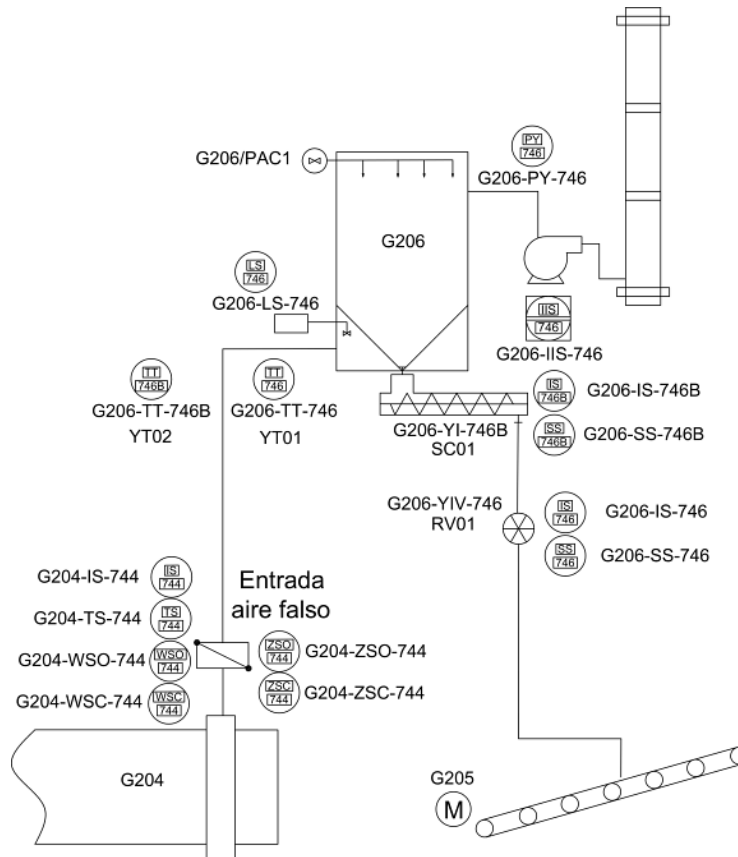 PY
746
G206/PAC1
G206-PY-746
G206
LS
746
G206-LS-746
IIS
746
G206-IIS-746
TT
746B
G206-TT-746B
YT02
TT
746
G206-TT-746
YT01
IS
746B
G206-IS-746B
G206-YI-746B
SC01
SS
746B
G206-SS-746B
G206-YIV-746
RV01
IS
746
G206-IS-746
SS
746
G206-SS-746
G204-IS-744
IS
744
Entrada
aire falso
G204-TS-744
TS
744
G204-WSO-744
WSO
744
ZSO
744
G204-ZSO-744
G204-WSC-744
WSC
744
ZSC
744
G204-ZSC-744
G204
G205
M